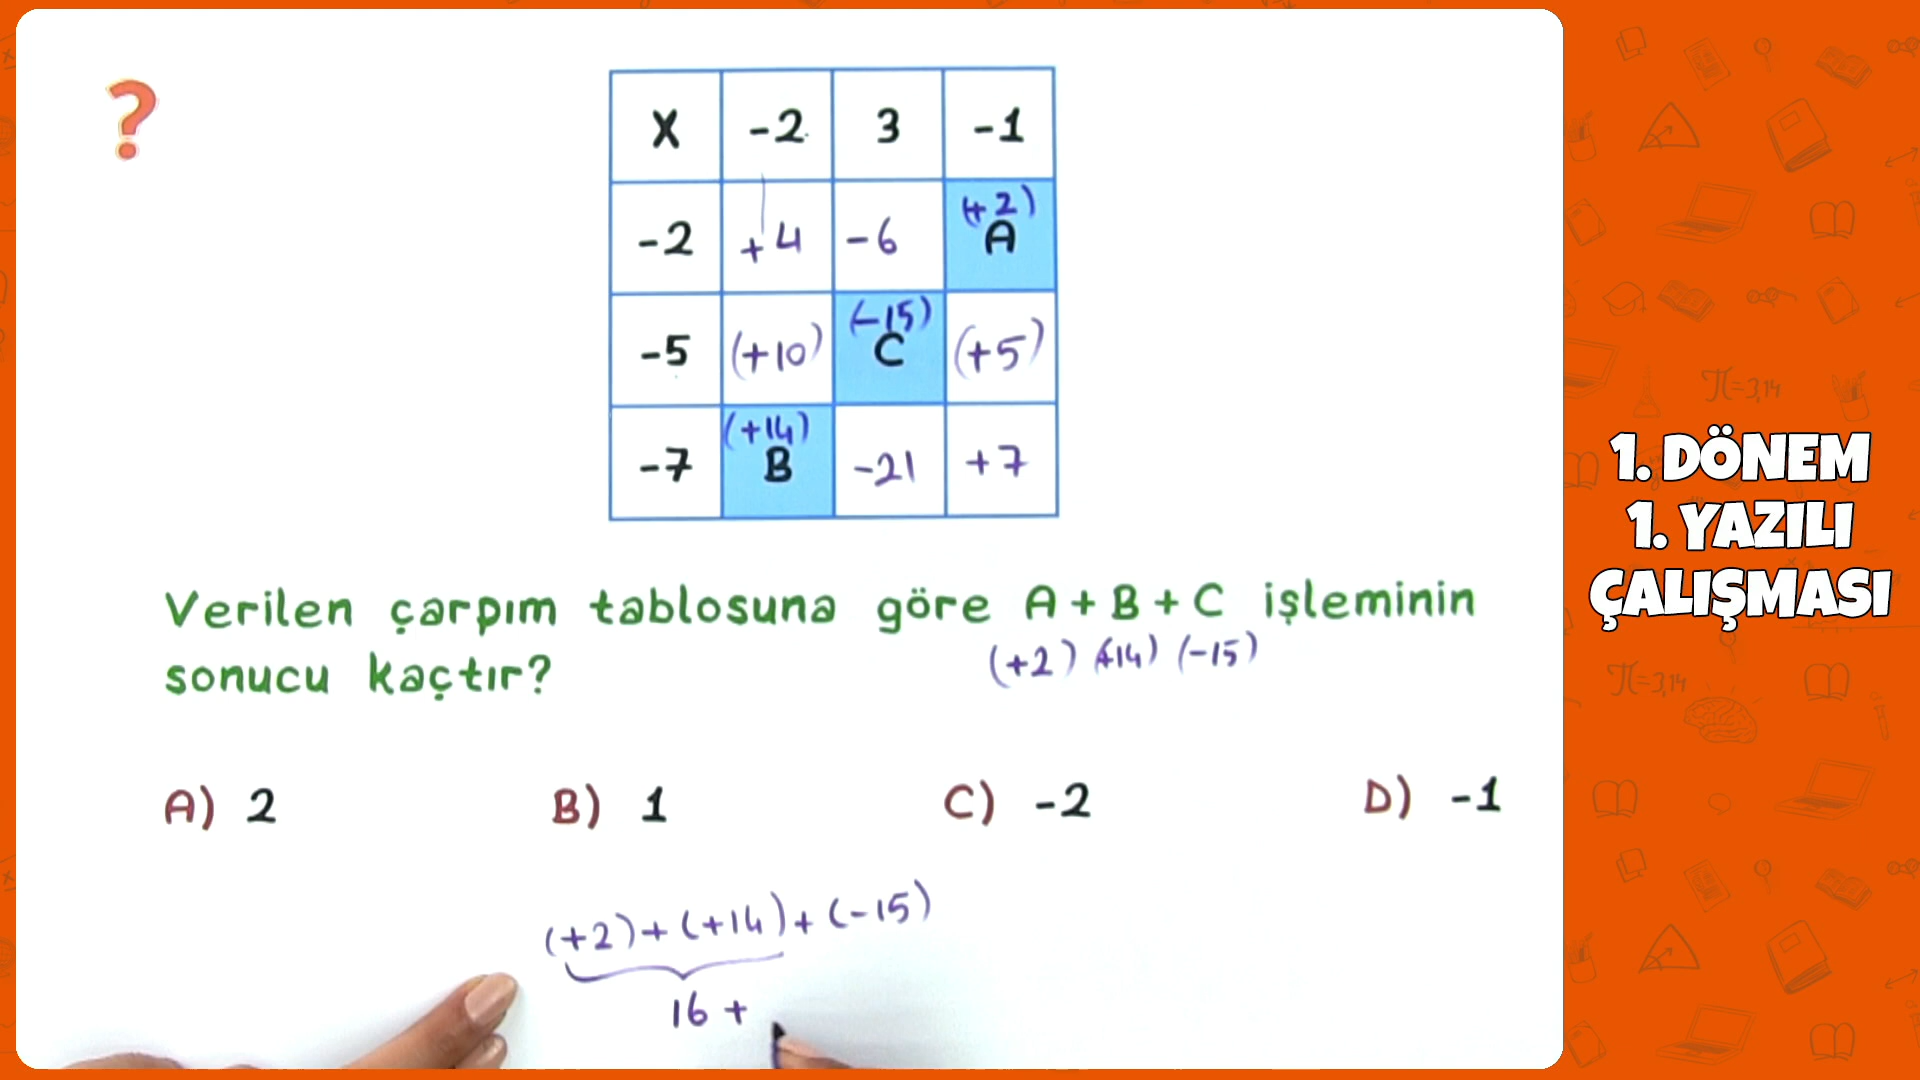 ?
X -2 3 -1
-2 +4 -6 (+2) A
-5 (+10) (-15) C (+5)
-7 (+14) B -21 +7
Verilen çarpım tablosuna göre A + B + C işleminin
(+2) (+14) (-15)
sonucu kaçtır?
A) 2 B) 1 C) -2 D) -1
(+2)+(+14)+(-15)
16 +
1. DÖNEM
1. YAZILI
ÇALIŞMASI
π=3,14
π=3,14